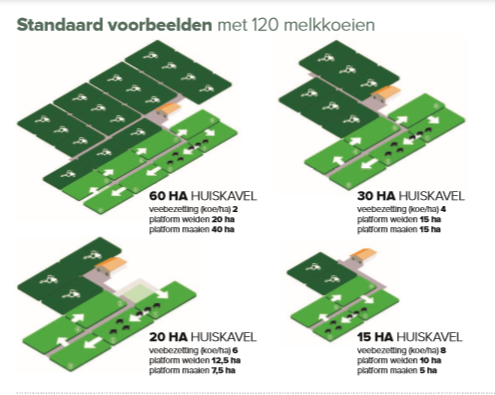 Standaard voorbeelden met 120 melkkoeien
60 HA HUISKAVEL
veebezetting (koe/ha) 2
platform weiden 20 ha
platform maaien 40 ha
30 HA HUISKAVEL
veebezetting (koe/ha) 4
platform weiden 15 ha
platform maaien 15 ha
20 HA HUISKAVEL
veebezetting (koe/ha) 6
platform weiden 12,5 ha
platform maaien 7,5 ha
15 HA HUISKAVEL
veebezetting (koe/ha) 8
platform weiden 10 ha
platform maaien 5 ha